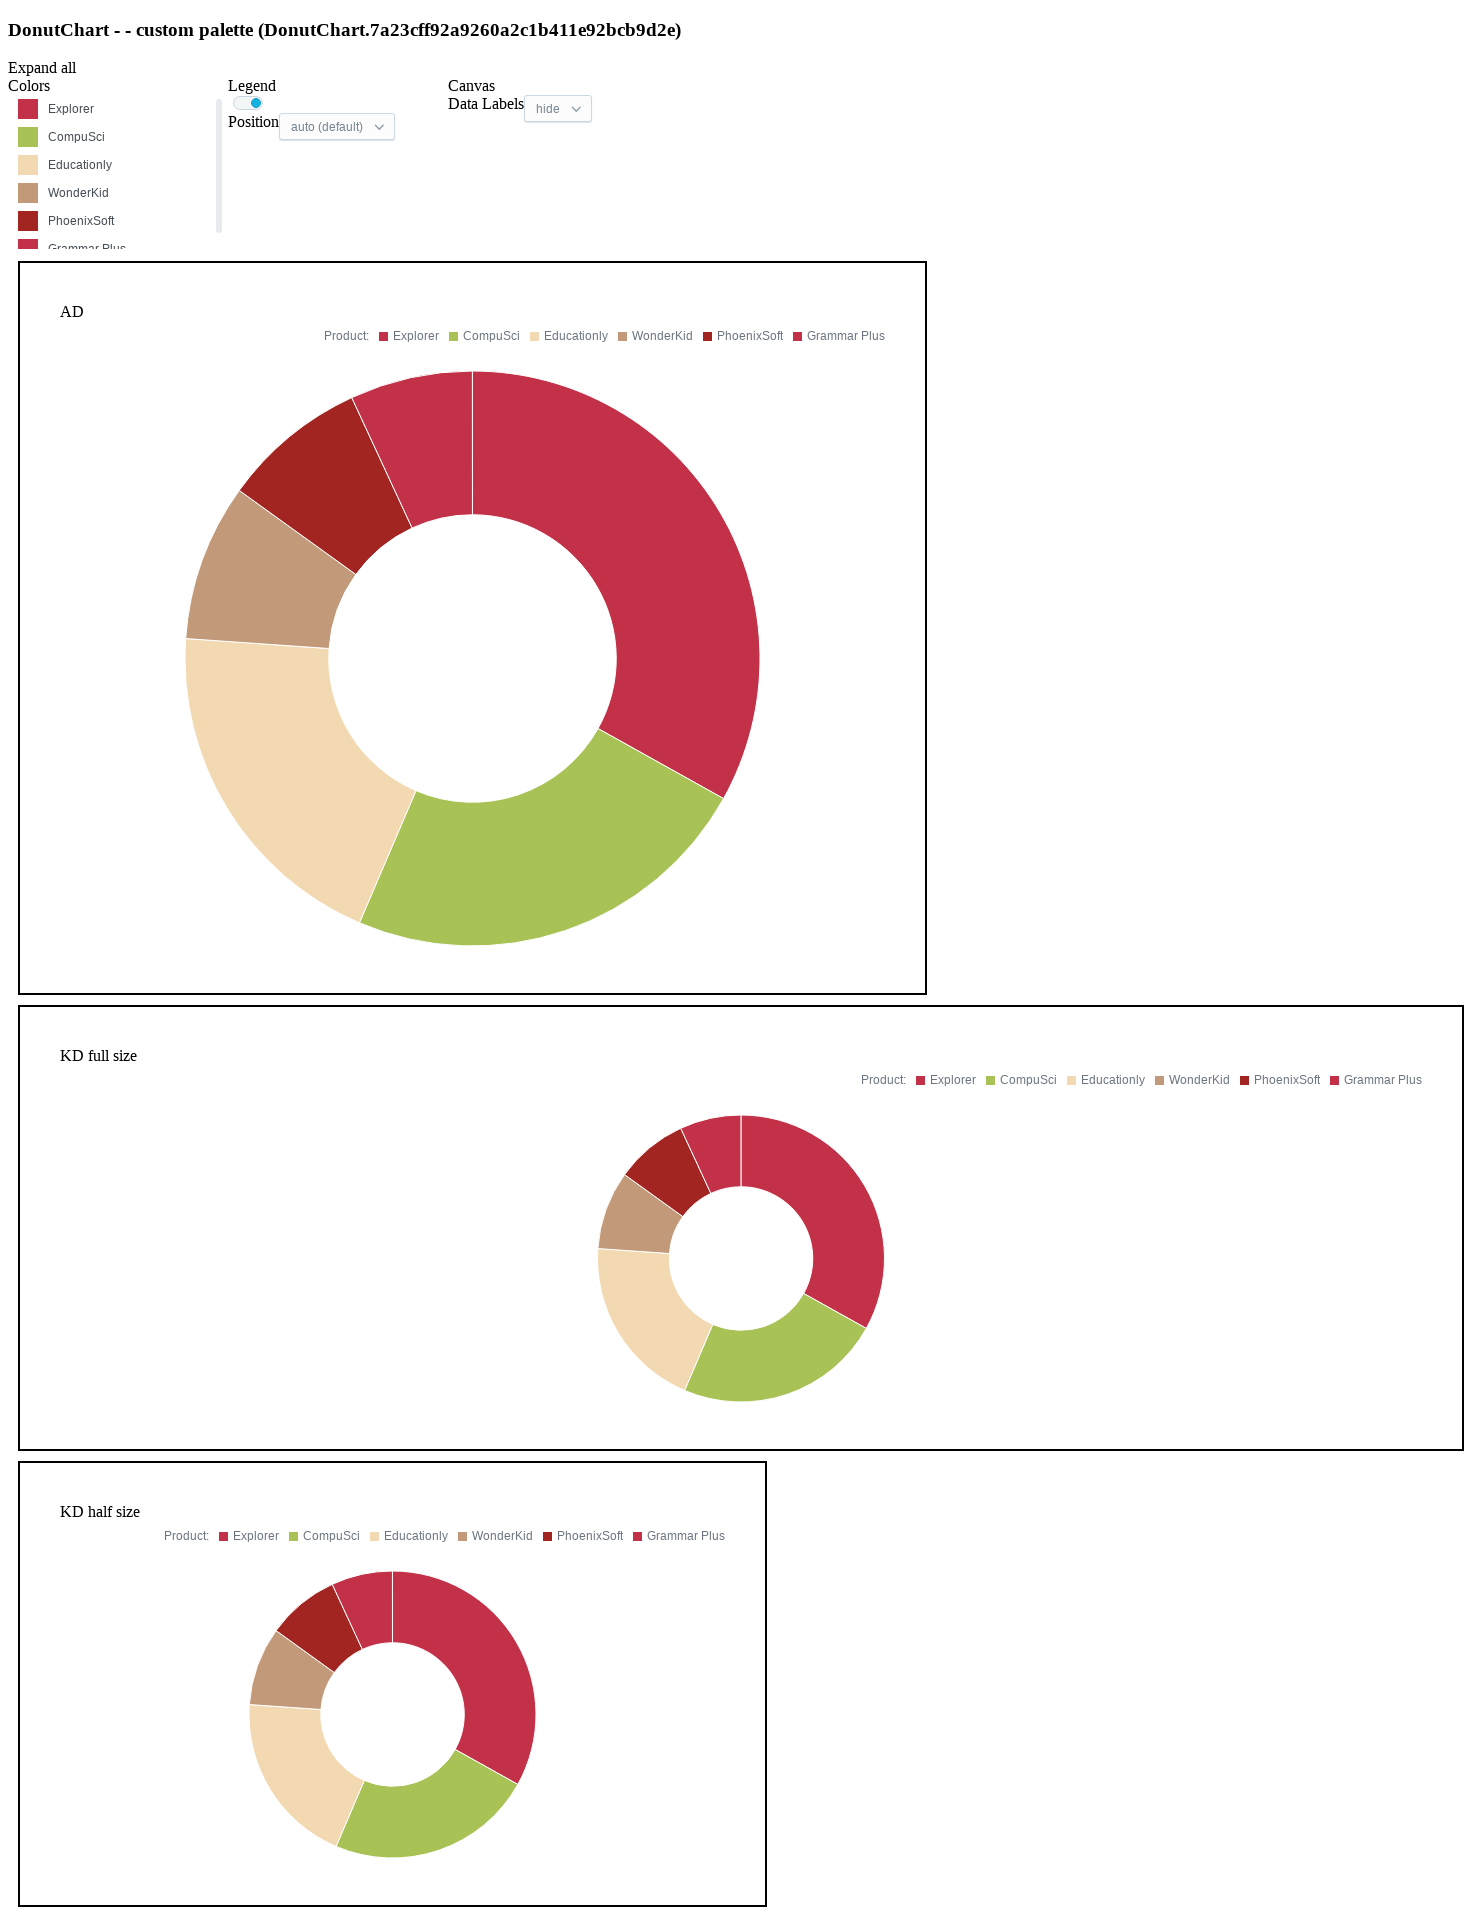 DonutChart - - custom palette (DonutChart.7a23cff92a9260a2c1b411e92bcb9d2e)
Expand all
Colors
Explorer
CompuSci
Educationly
WonderKid
PhoenixSoft
Grammar Plus
Legend
Position auto (default)
Canvas
Data Labels hide
AD
Product: Explorer CompuSci Educationly WonderKid PhoenixSoft Grammar Plus
KD full size
Product: Explorer CompuSci Educationly WonderKid PhoenixSoft Grammar Plus
KD half size
Product: Explorer CompuSci Educationly WonderKid PhoenixSoft Grammar Plus